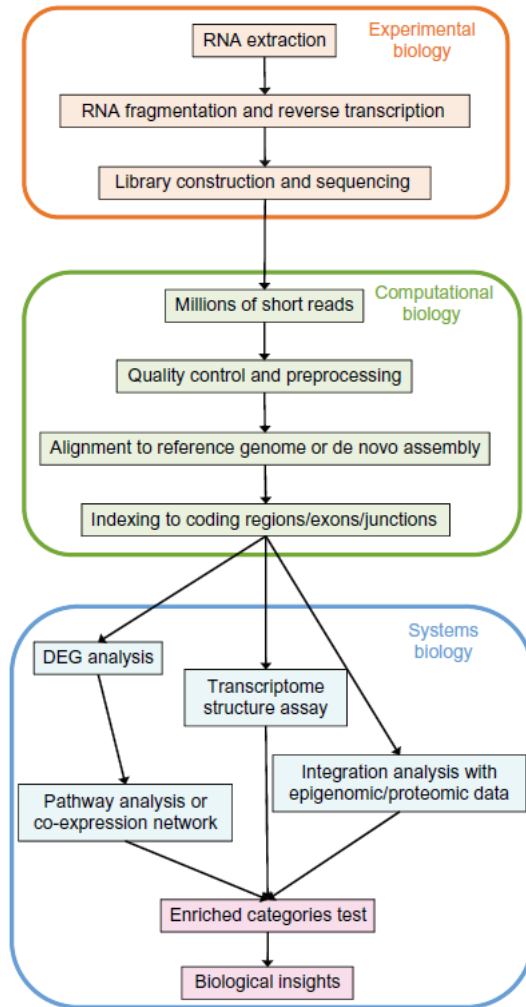 Experimental
biology
RNA extraction
RNA fragmentation and reverse transcription
Library construction and sequencing
Computational
biology
Millions of short reads
Quality control and preprocessing
Alignment to reference genome or de novo assembly
Indexing to coding regions/exons/junctions
Systems
biology
DEG analysis
Transcriptome
structure assay
Integration analysis with
epigenomic/proteomic data
Pathway analysis or
co-expression network
Enriched categories test
Biological insights